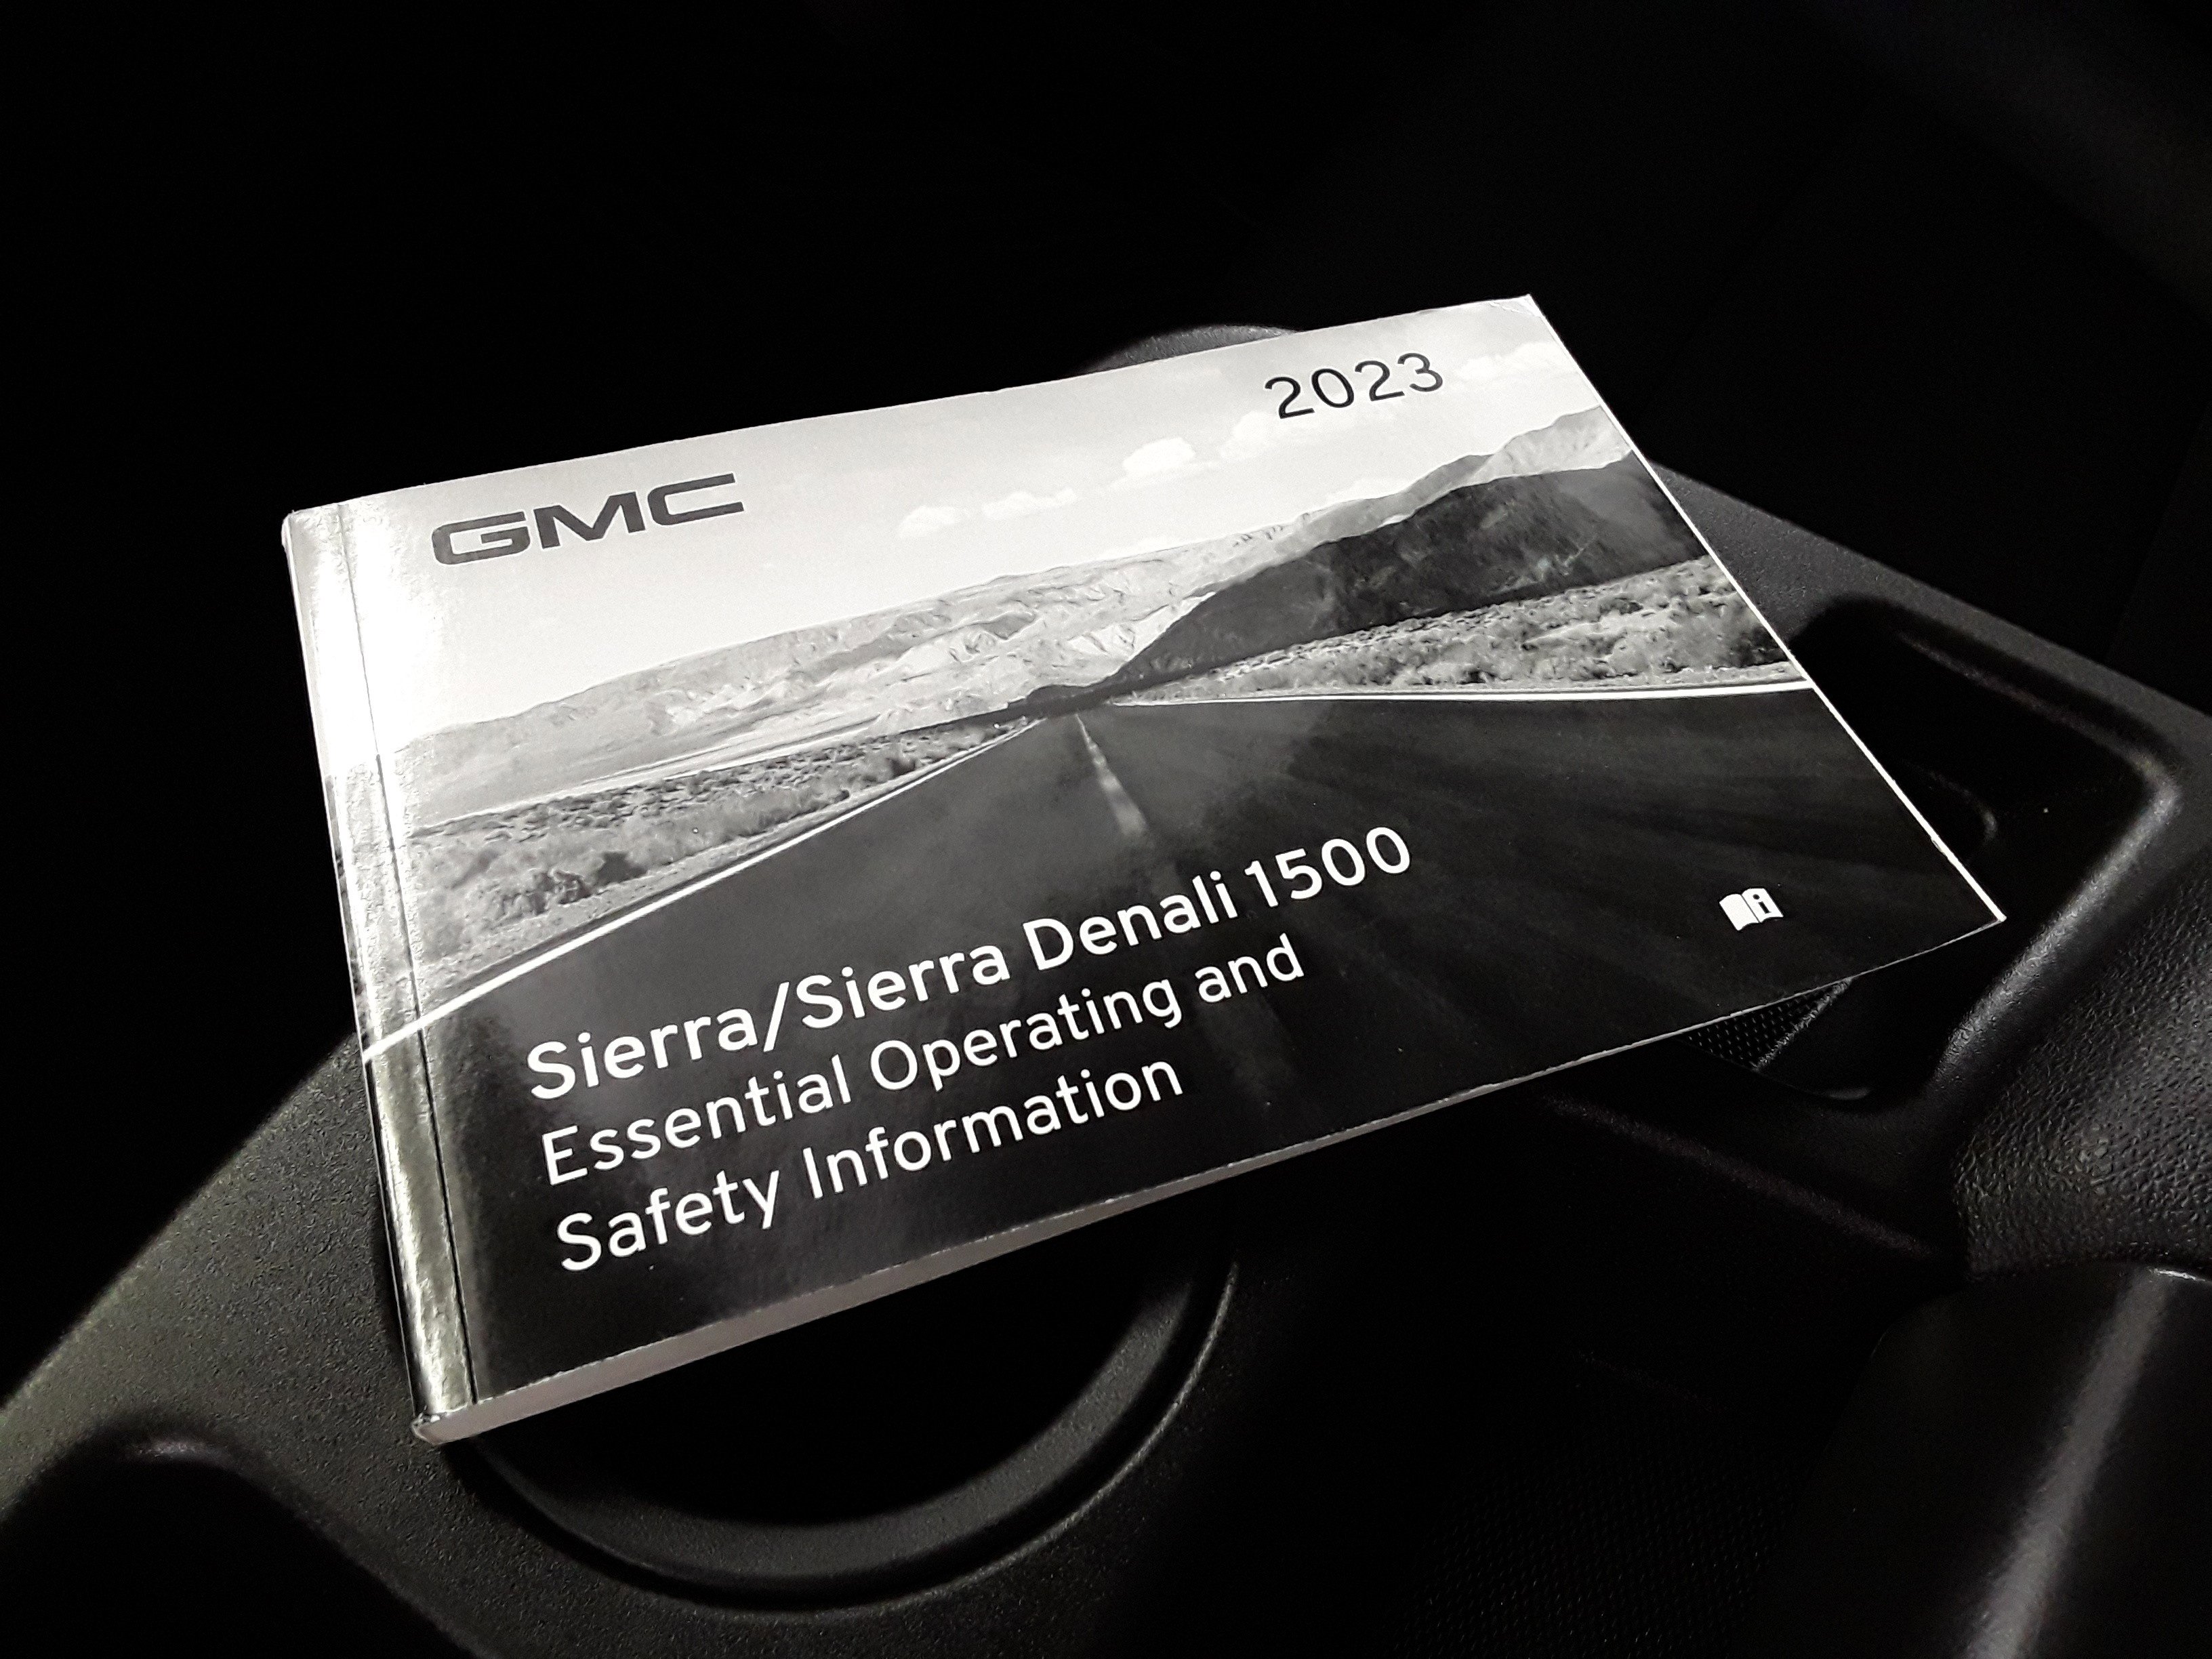 2023
GMC
Sierra/Sierra Denali 1500
Essential Operating and
Safety Information